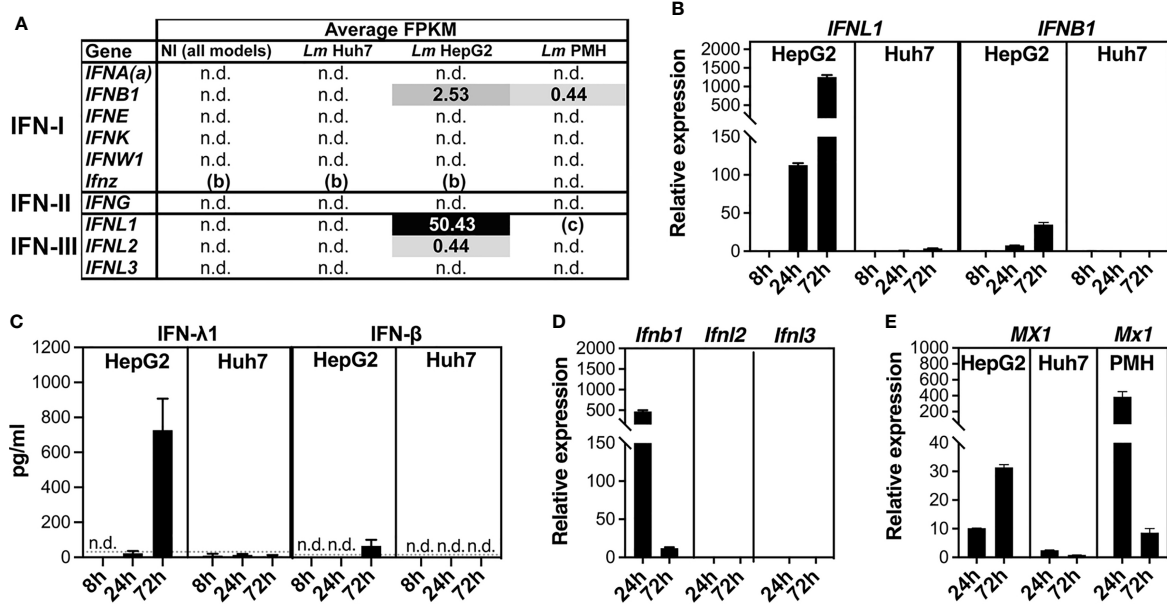 A
Average FPKM
Gene NI (all models) Lm Huh7 Lm HepG2 Lm PMH
IFN-I
IFNA(a) n.d. n.d. n.d. n.d.
IFNB1 n.d. n.d. 2.53 0.44
IFNE n.d. n.d. n.d. n.d.
IFNK n.d. n.d. n.d. n.d.
IFNW1 n.d. n.d. n.d. n.d.
Ifnz (b) (b) (b) n.d.
IFN-II
IFNG n.d. n.d. n.d. n.d.
IFN-III
IFNL1 n.d. n.d. 50.43 (c)
IFNL2 n.d. n.d. 0.44 n.d.
IFNL3 n.d. n.d. n.d. n.d.
B
IFNL1 IFNB1
HepG2 Huh7 HepG2 Huh7
Relative expression
2000
1500
1000
500
150
100
50
0
8h 24h 72h 8h 24h 72h 8h 24h 72h 8h 24h 72h
C
IFN-λ1 IFN-β
HepG2 Huh7 HepG2 Huh7
pg/ml
1200
1000
800
600
400
200
0
n.d. n.d. n.d. n.d. n.d. n.d.
8h 24h 72h 8h 24h 72h 8h 24h 72h 8h 24h 72h
D
Ifnb1 Ifnl2 Ifnl3
Relative expression
2000
1500
1000
500
150
100
50
0
24h 72h 24h 72h 24h 72h
E
MX1 Mx1
HepG2 Huh7 PMH
Relative expression
1000
800
600
400
200
40
30
20
10
0
24h 72h 24h 72h 24h 72h